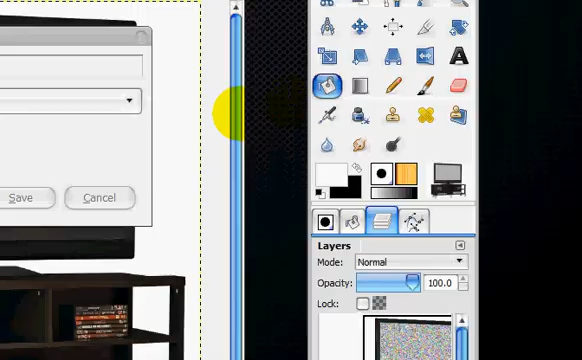 Save
Cancel
A
Layers
Mode: Normal
Opacity: 100.0
Lock: